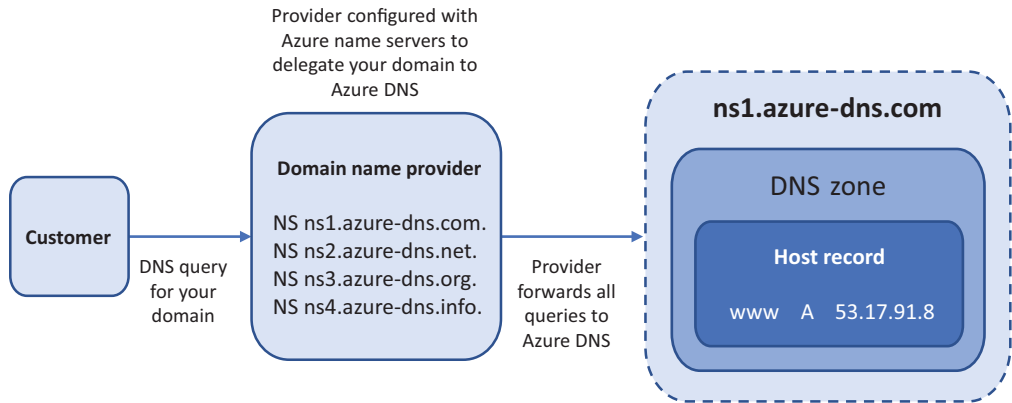 Provider configured with
Azure name servers to
delegate your domain to
Azure DNS
Customer
DNS query
for your
domain
Domain name provider
NS ns1.azure-dns.com.
NS ns2.azure-dns.net.
NS ns3.azure-dns.org.
NS ns4.azure-dns.info.
Provider
forwards all
queries to
Azure DNS
ns1.azure-dns.com
DNS zone
Host record
www A 53.17.91.8